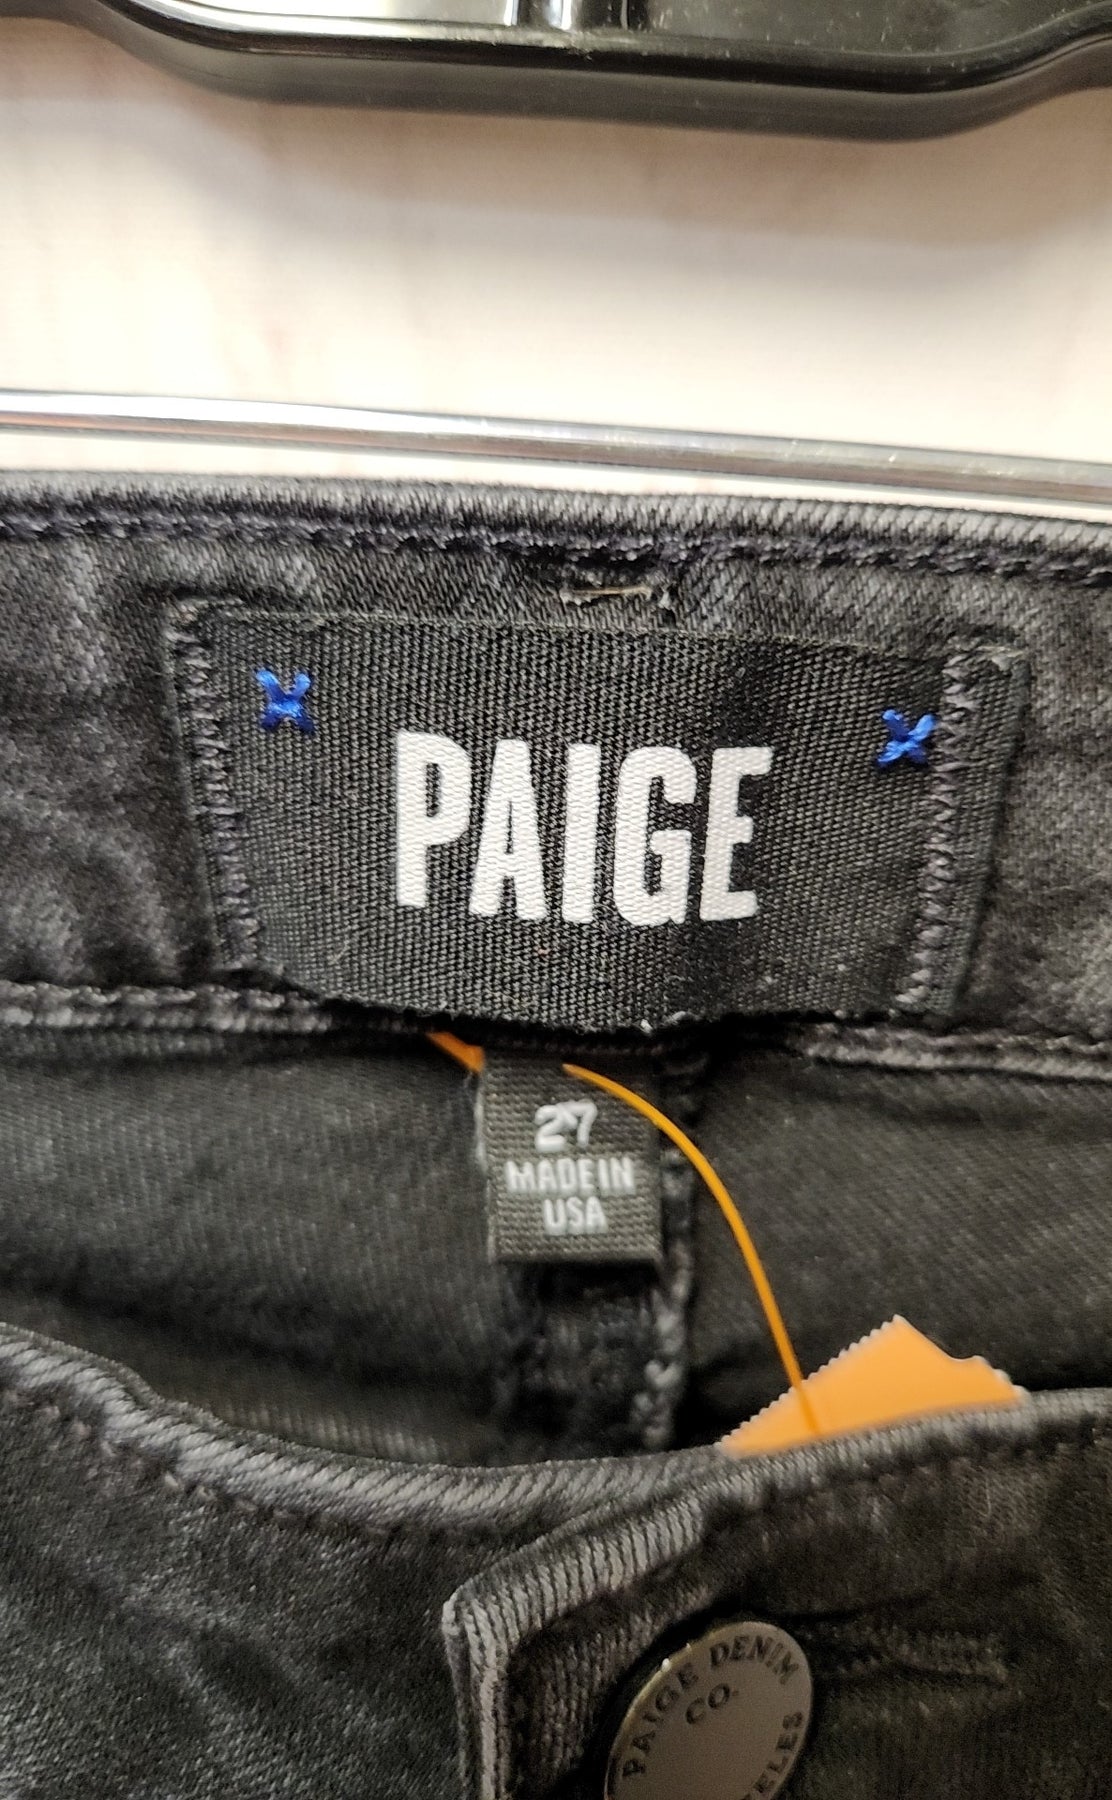 PAIGE
27
MADE IN
USA
PAIGE DENIM
CO.